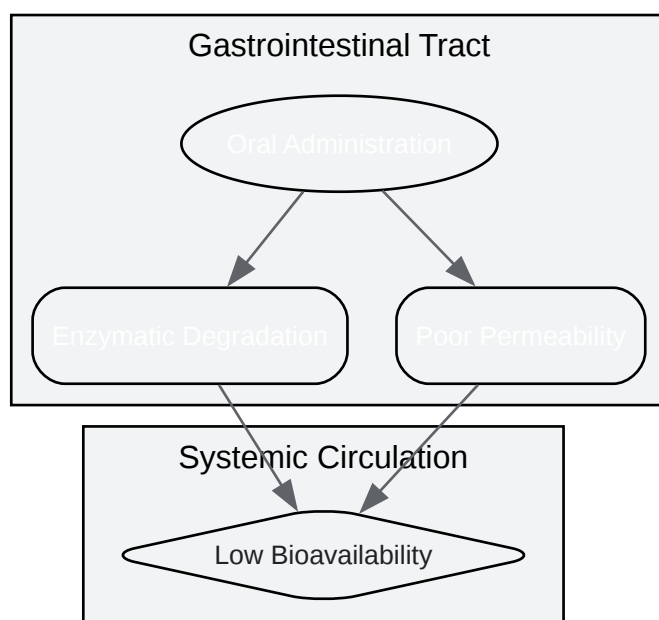 Gastrointestinal Tract
Oral Administration
Enzymatic Degradation
Poor Permeability
Systemic Circulation
Low Bioavailability